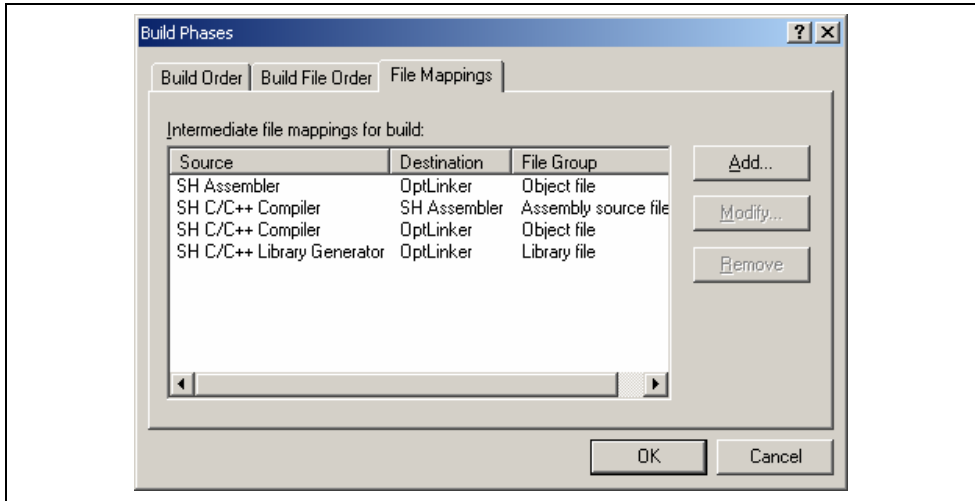 Build Phases
Build Order Build File Order File Mappings
Intermediate file mappings for build:
Source Destination File Group
SH Assembler OptLinker Object file
SH C/C++ Compiler SH Assembler Assembly source file
SH C/C++ Compiler OptLinker Object file
SH C/C++ Library Generator OptLinker Library file
Add...
Modify...
Remove
OK Cancel